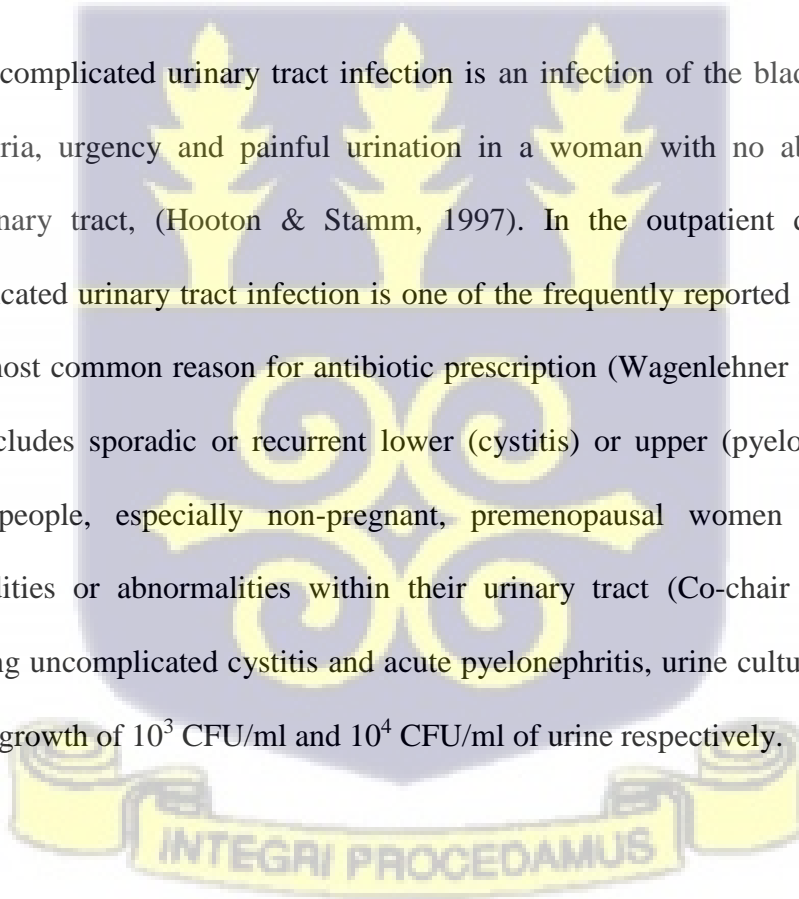 complicated urinary tract infection is an infection of the blad
ria, urgency and painful urination in a woman with no ab
nary tract, (Hooton & Stamm, 1997). In the outpatient d
icated urinary tract infection is one of the frequently reported
most common reason for antibiotic prescription (Wagenlehner
cludes sporadic or recurrent lower (cystitis) or upper (pyelo
people, especially non-pregnant, premenopausal women
dities or abnormalities within their urinary tract (Co-chair
ng uncomplicated cystitis and acute pyelonephritis, urine cultu
growth of 10³ CFU/ml and 10⁴ CFU/ml of urine respectively.
INTEGRI PROCEDAMUS